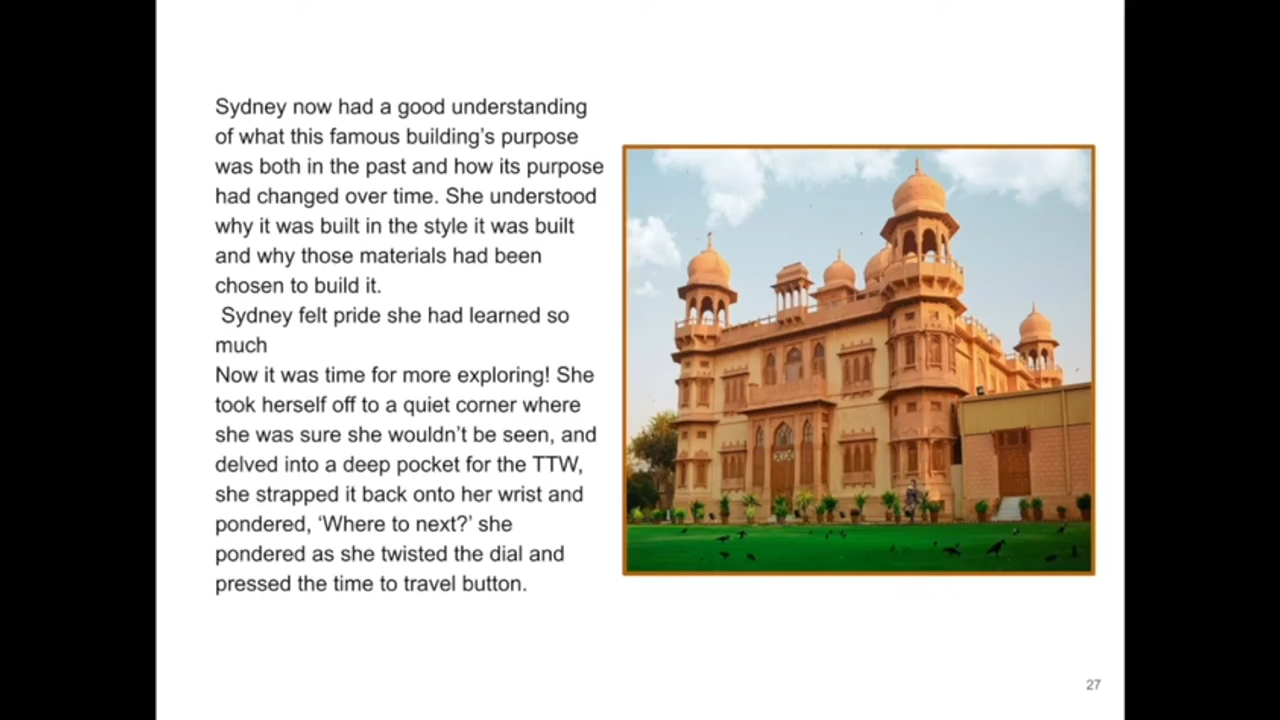 Sydney now had a good understanding
of what this famous building's purpose
was both in the past and how its purpose
had changed over time. She understood
why it was built in the style it was built
and why those materials had been
chosen to build it.
Sydney felt pride she had learned so
much
Now it was time for more exploring! She
took herself off to a quiet corner where
she was sure she wouldn't be seen, and
delved into a deep pocket for the TTW,
she strapped it back onto her wrist and
pondered, 'Where to next?' she
pondered as she twisted the dial and
pressed the time to travel button.
27